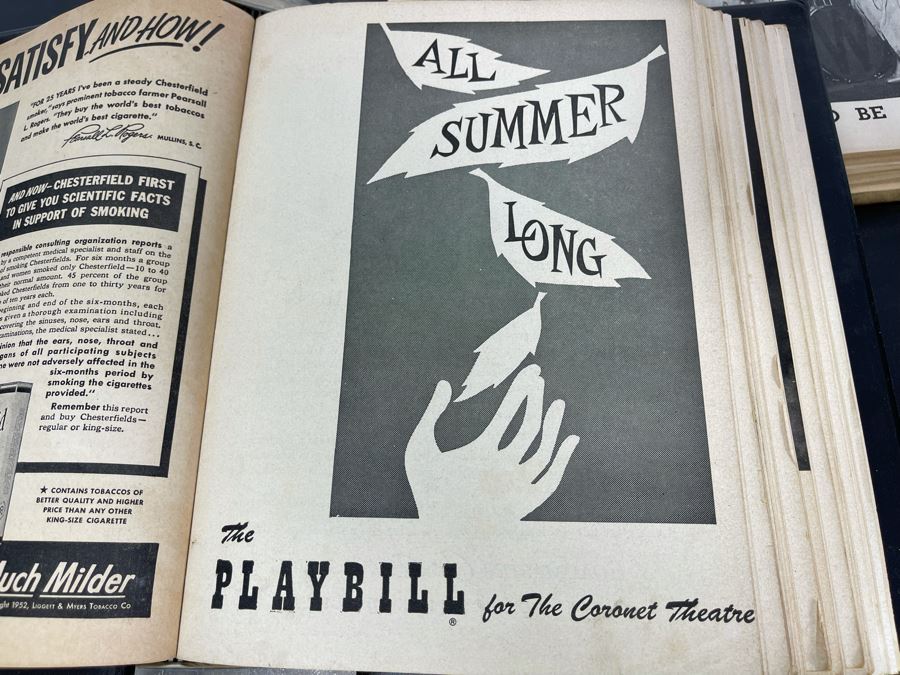 SATISFY...AND HOW!
"FOR 25 YEARS I've been a steady Chesterfield
smoker," says prominent tobacco farmer Pearsall
L. Rogers. "They buy the world's best tobaccos
and make the world's best cigarette."
Pearsall L. Rogers MULLINS, S. C.
AND NOW—CHESTERFIELD FIRST
TO GIVE YOU SCIENTIFIC FACTS
IN SUPPORT OF SMOKING
responsible consulting organization reports a
by a competent medical specialist and staff on the
of smoking Chesterfields. For six months a group
and women smoked only Chesterfield—10 to 40
their normal amount. 45 percent of the group
Chesterfields from one to thirty years for
of ten years each.
beginning and end of the six-months, each
given a thorough examination including
covering the sinuses, nose, ears and throat.
the medical specialist stated...
that the ears, nose, throat and
of all participating subjects
were not adversely affected in the
six-months period by
smoking the cigarettes
provided."
Remember this report
and buy Chesterfields—
regular or king-size.
★ CONTAINS TOBACCOS OF
BETTER QUALITY AND HIGHER
PRICE THAN ANY OTHER
KING-SIZE CIGARETTE
Much Milder
1952, LIGGETT & MYERS TOBACCO CO
ALL
SUMMER
LONG
The
PLAYBILL ® for The Coronet Theatre
BE